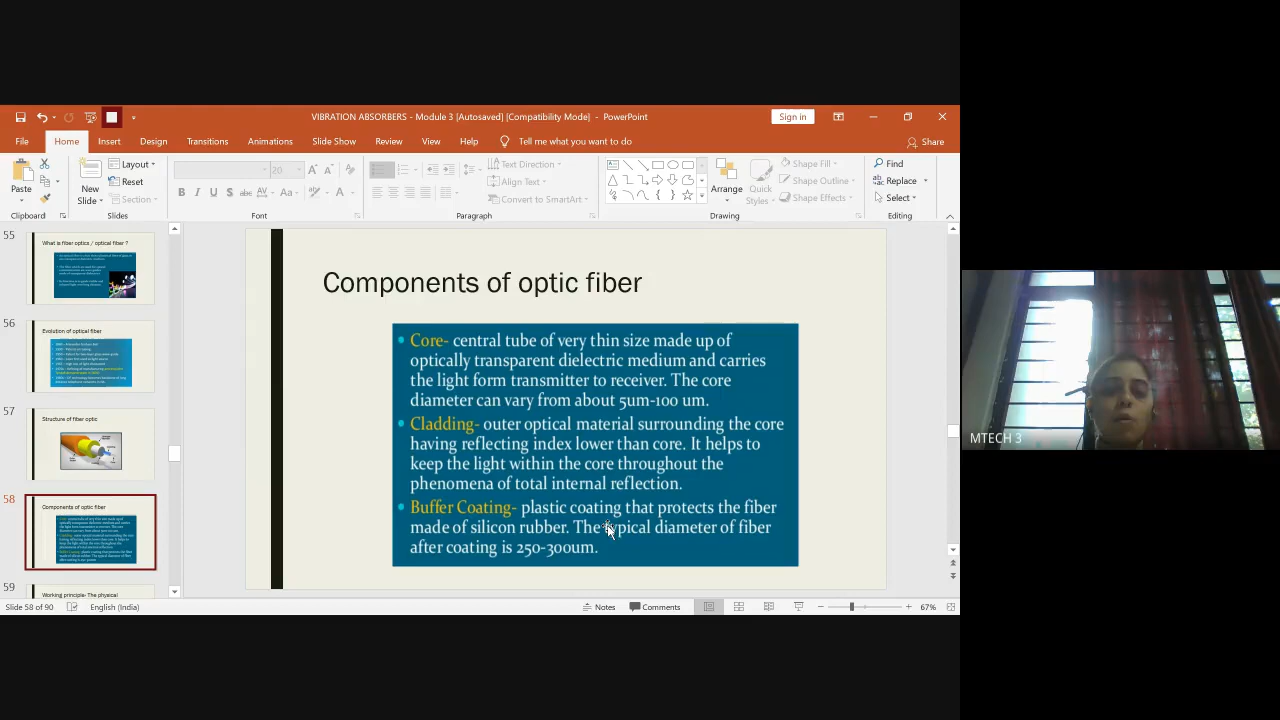 VIBRATION ABSORBERS - Module 3 [Autosaved] [Compatibility Mode] - PowerPoint
Sign in
File Home Insert Design Transitions Animations Slide Show Review View Help Tell me what you want to do
Share
Paste
New
Slide
Layout
Reset
Section
20
B I U S abc AV Aa A
Text Direction
Align Text
Convert to SmartArt
Arrange
Quick
Styles
Shape Fill
Shape Outline
Shape Effects
Find
Replace
Select
Clipboard Slides Font Paragraph Drawing Editing
55
What is fiber optics / optical fiber ?
56
Evolution of optical fiber
57
Structure of fiber optic
58
Components of optic fiber
59
Working principle- The physical
Components of optic fiber
• Core- central tube of very thin size made up of
optically transparent dielectric medium and carries
the light form transmitter to receiver. The core
diameter can vary from about 5um-100 um.
• Cladding- outer optical material surrounding the core
having reflecting index lower than core. It helps to
keep the light within the core throughout the
phenomena of total internal reflection.
• Buffer Coating- plastic coating that protects the fiber
made of silicon rubber. The typical diameter of fiber
after coating is 250-300um.
MTECH 3
Slide 58 of 90 English (India) Notes Comments 67%